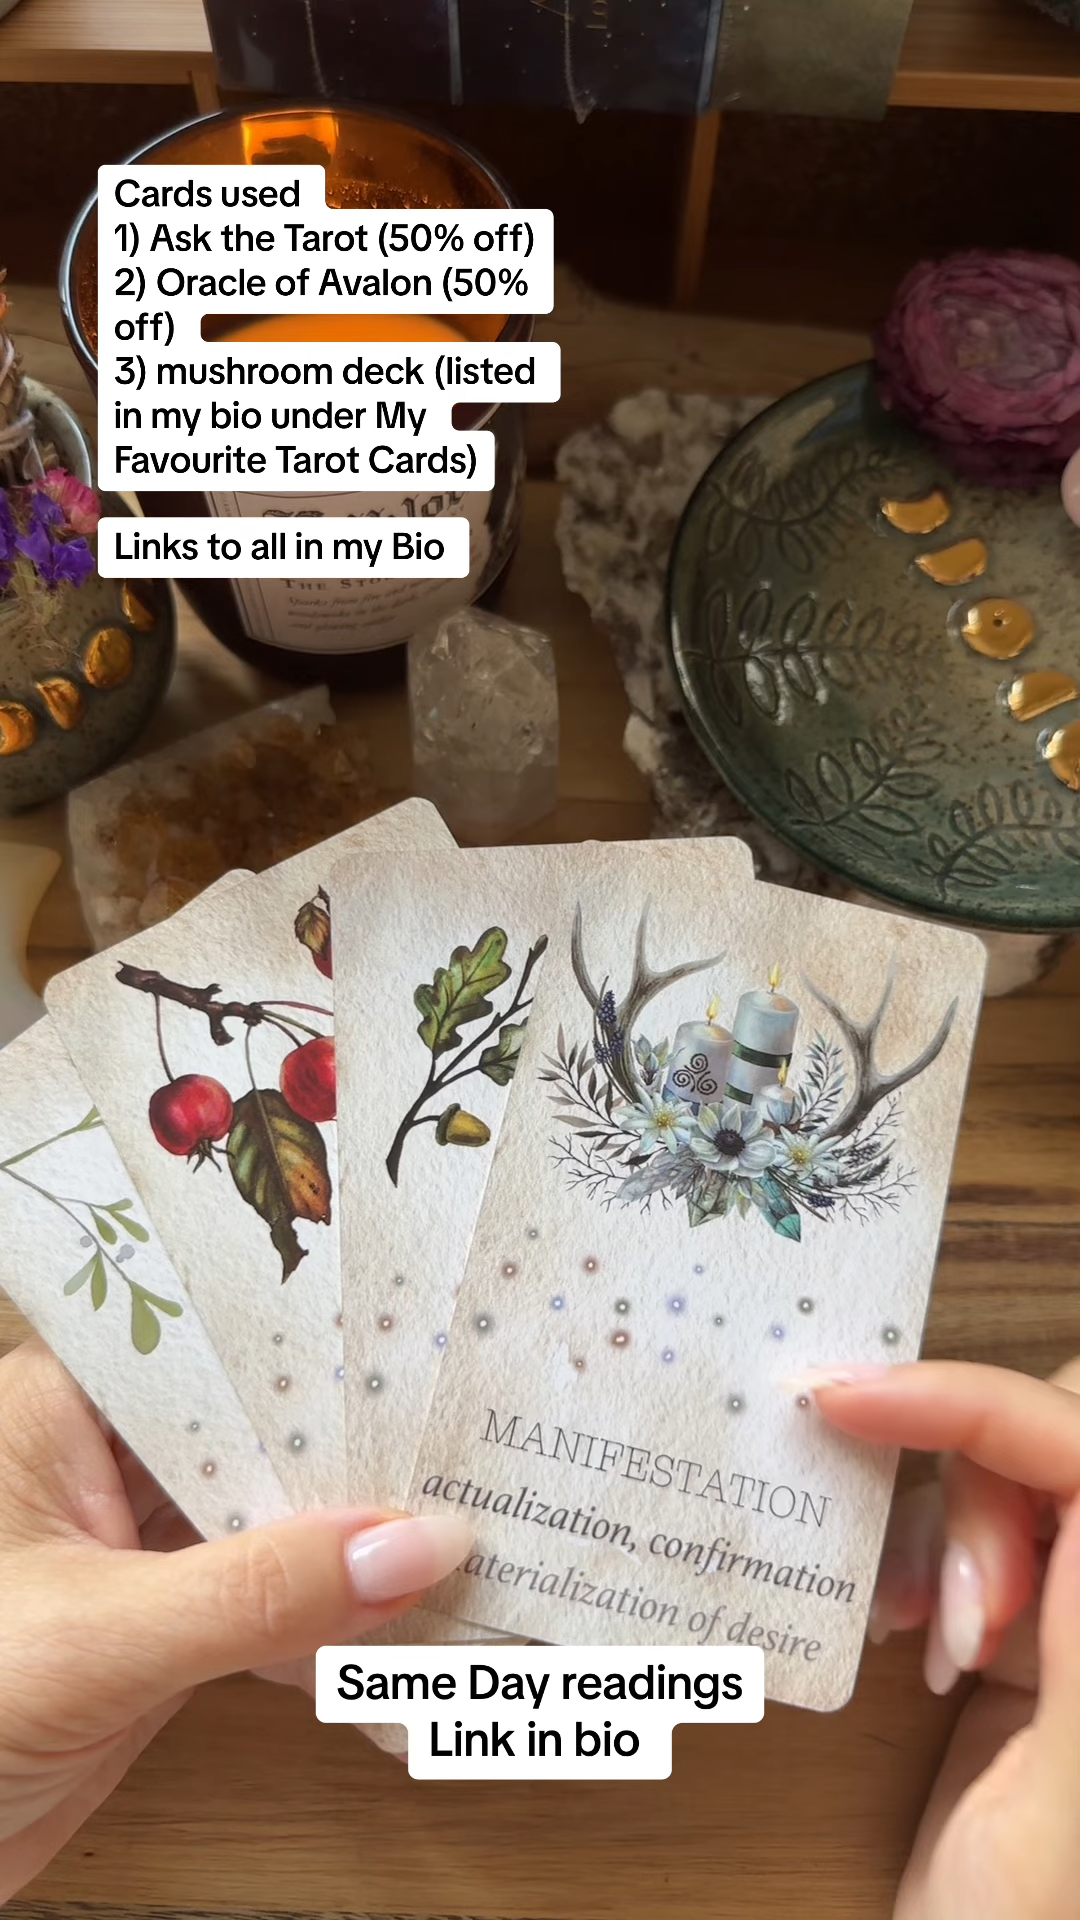 Cards used
1) Ask the Tarot (50% off)
2) Oracle of Avalon (50%
off)
3) mushroom deck (listed
in my bio under My
Favourite Tarot Cards)
Links to all in my Bio
THE
MANIFESTATION
actualization, confirmation
of desire
Same Day readings
Link in bio